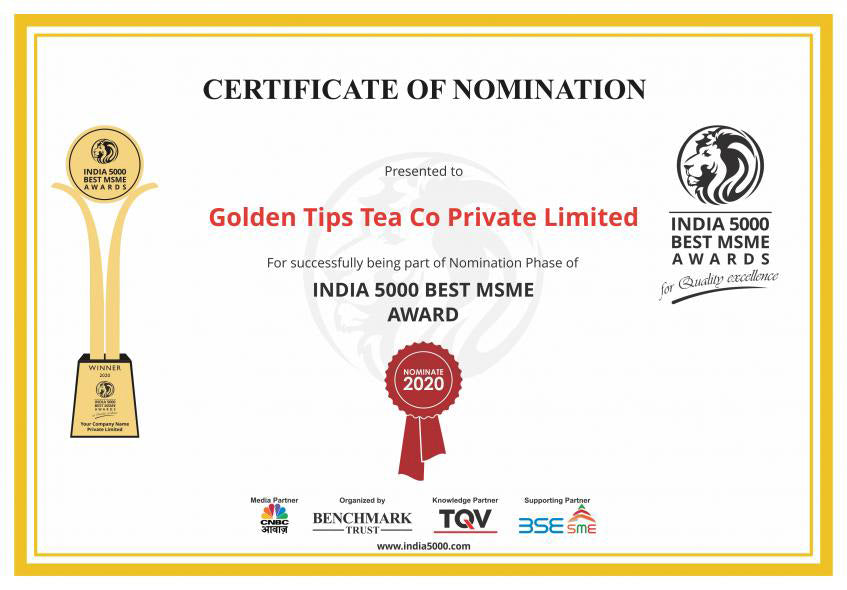 CERTIFICATE OF NOMINATION
INDIA 5000
BEST MSME
AWARDS
Presented to
Golden Tips Tea Co Private Limited
For successfully being part of Nomination Phase of
INDIA 5000 BEST MSME
AWARD
INDIA 5000
BEST MSME
AWARDS
for Quality excellence
NOMINATE
2020
WINNER
2020
INDIA 5000
BEST MSME
AWARDS
Your Company Name
Private Limited
Media Partner
CNBC
आवाज़
Organized by
BENCHMARK
TRUST
Knowledge Partner
TQV
Supporting Partner
BSE SME
www.india5000.com